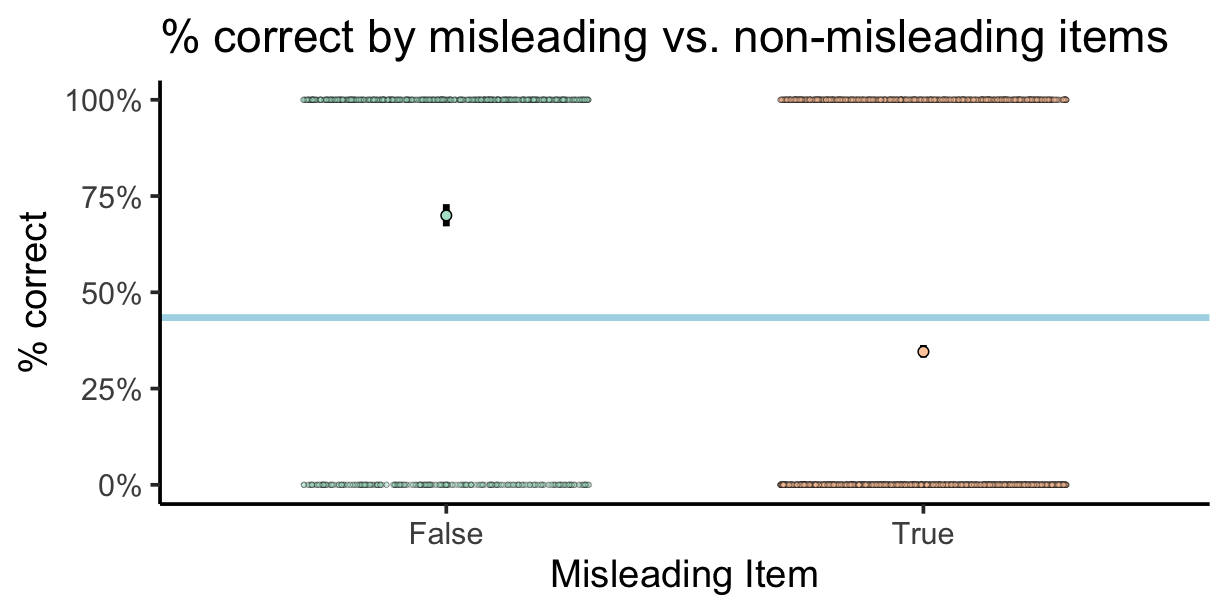 % correct by misleading vs. non-misleading items
100%
75%
50%
25%
0%
% correct
False
True
Misleading Item